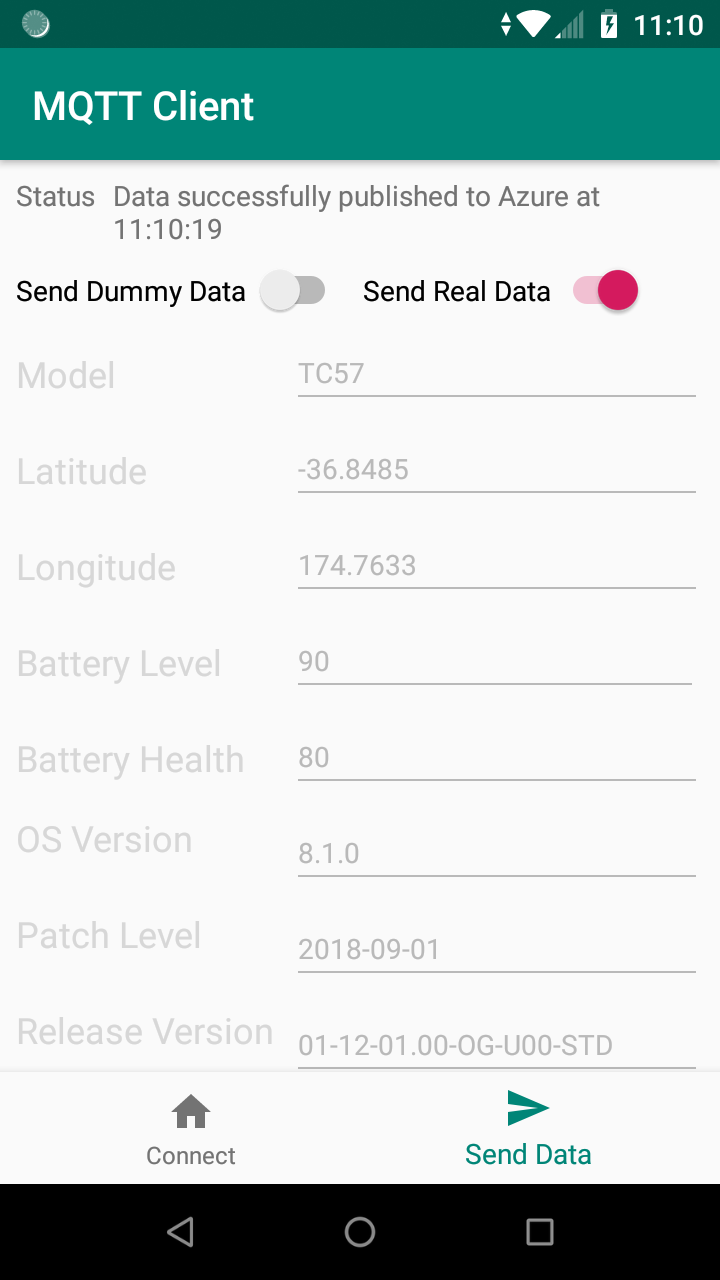 11:10
MQTT Client
Status Data successfully published to Azure at
11:10:19
Send Dummy Data Send Real Data
Model TC57
Latitude -36.8485
Longitude 174.7633
Battery Level 90
Battery Health 80
OS Version 8.1.0
Patch Level 2018-09-01
Release Version 01-12-01.00-OG-U00-STD
Connect Send Data